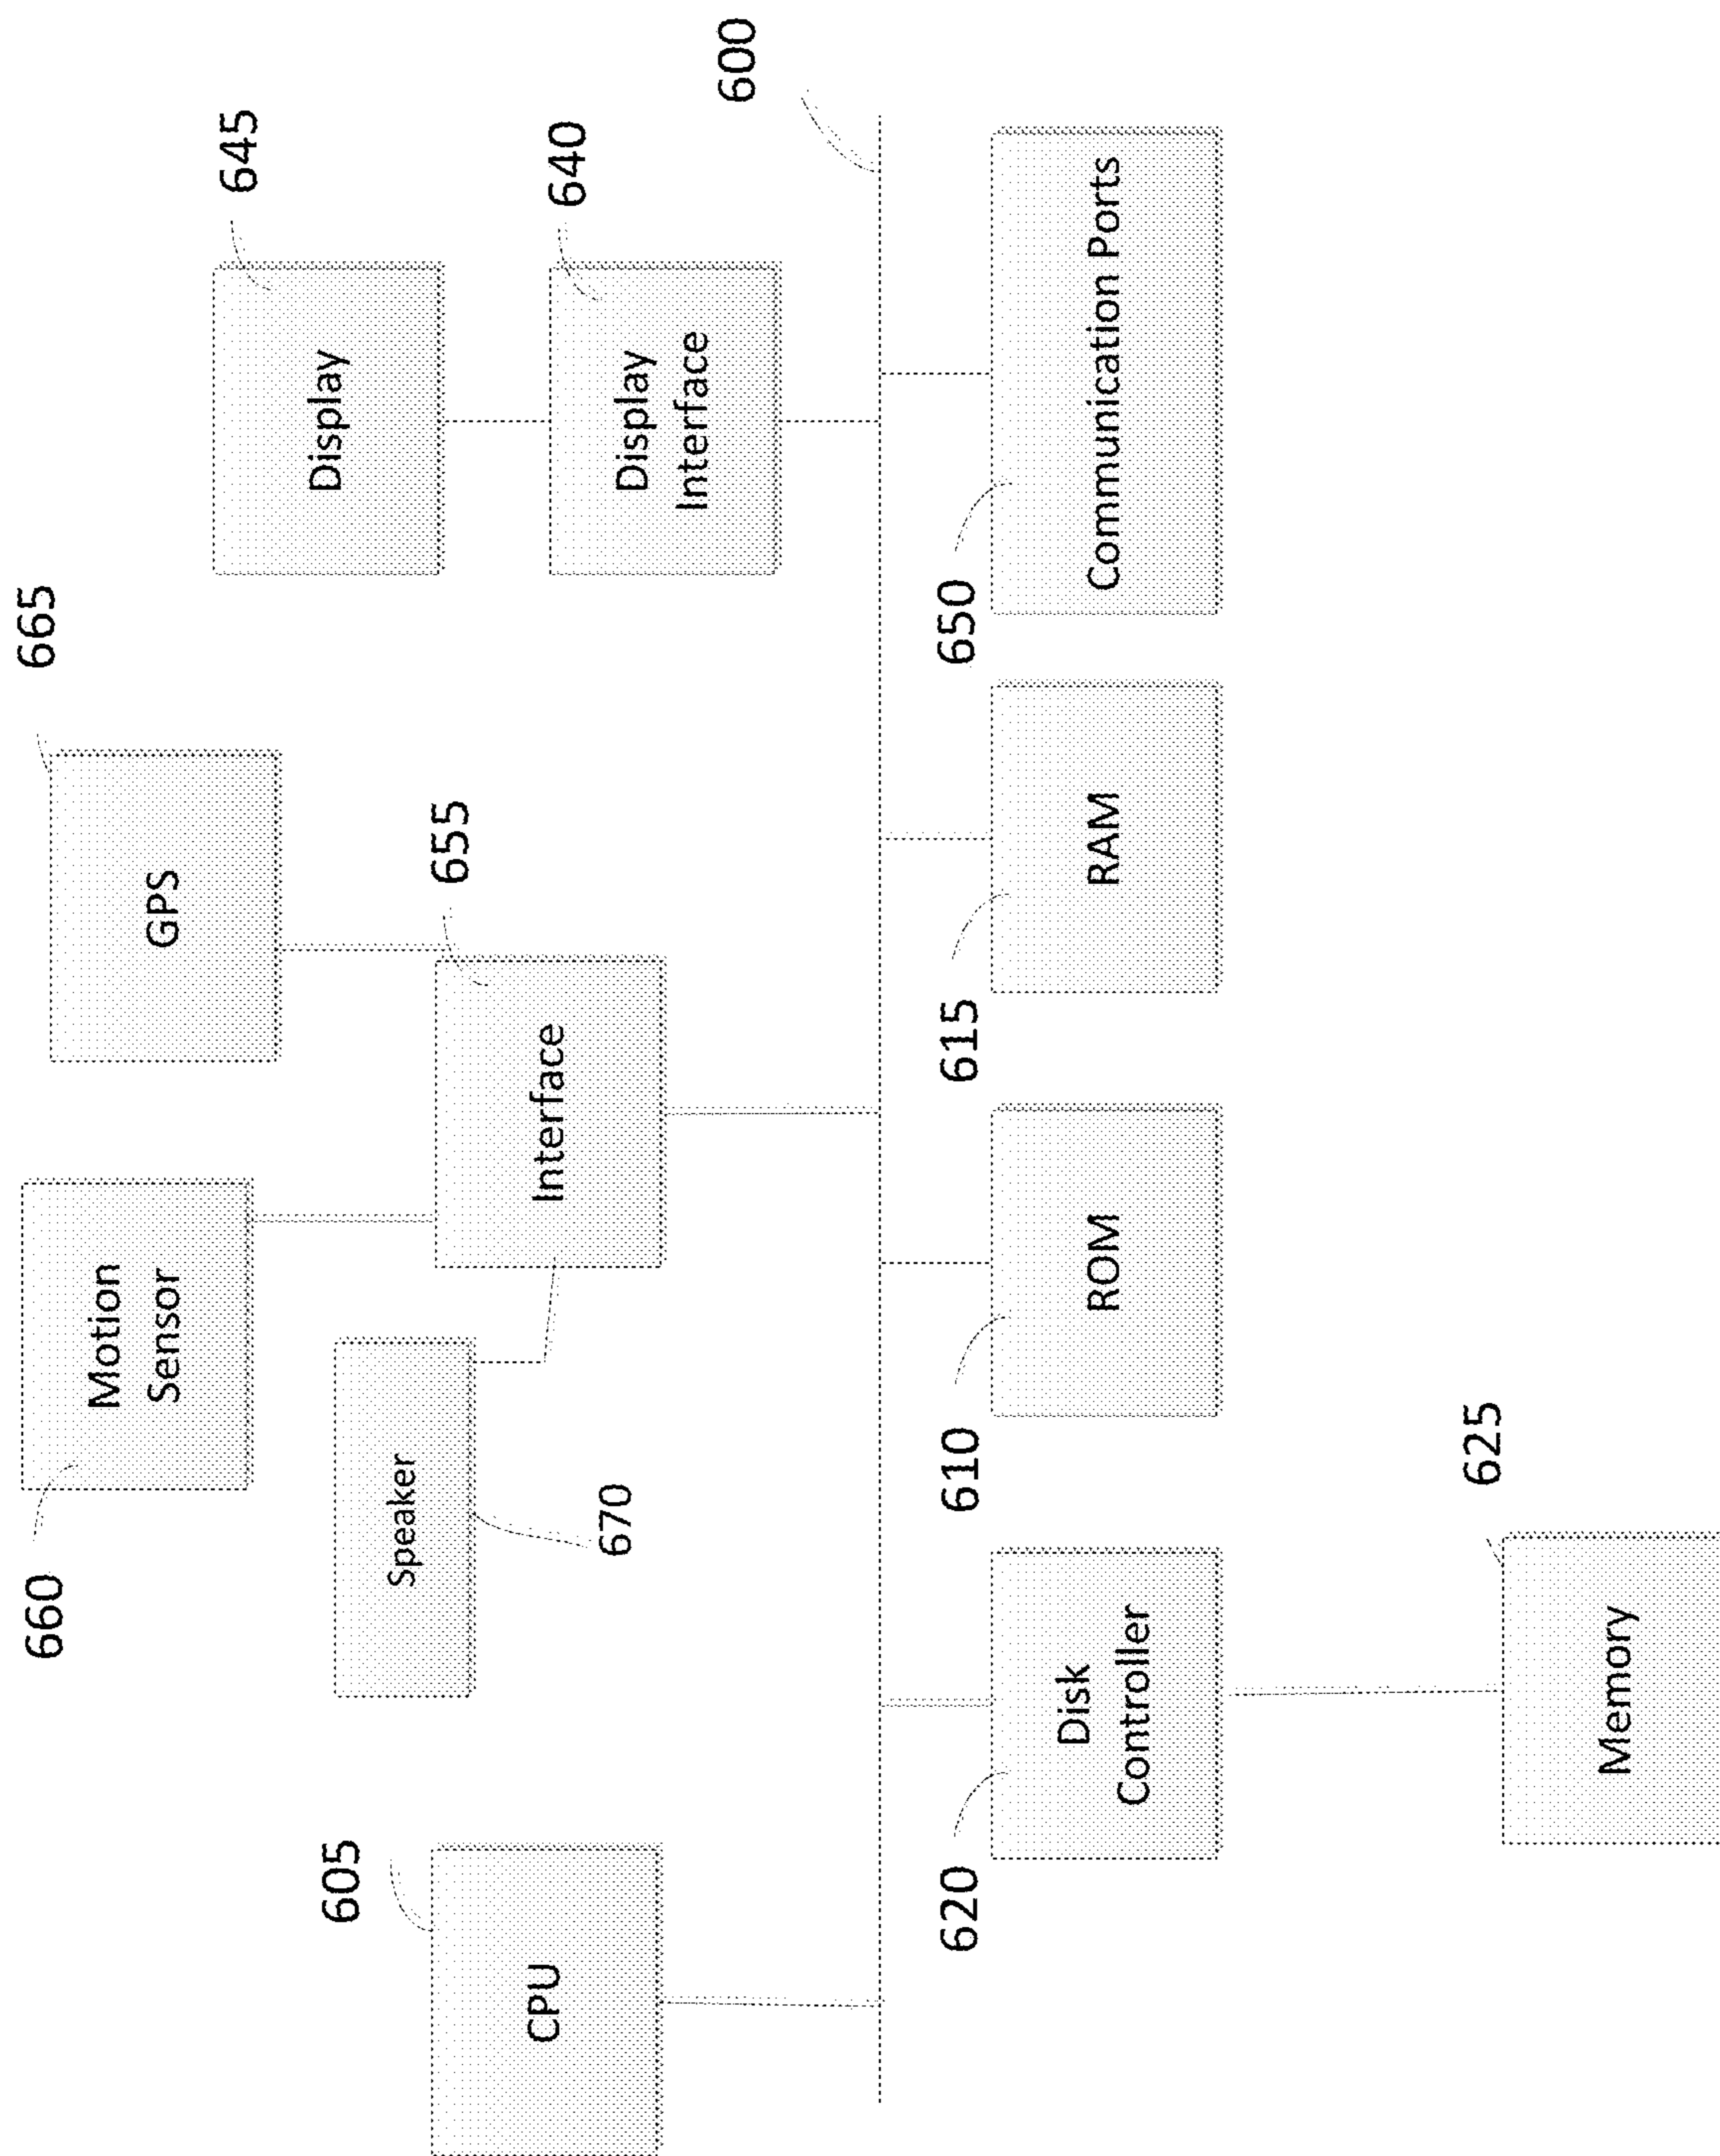 660
Motion
Sensor
GPS
665
Display
645
Speaker
670
Interface
655
Display
Interface
640
CPU
605
600
620
Disk
Controller
610
ROM
615
RAM
650
Communication Ports
Memory
625